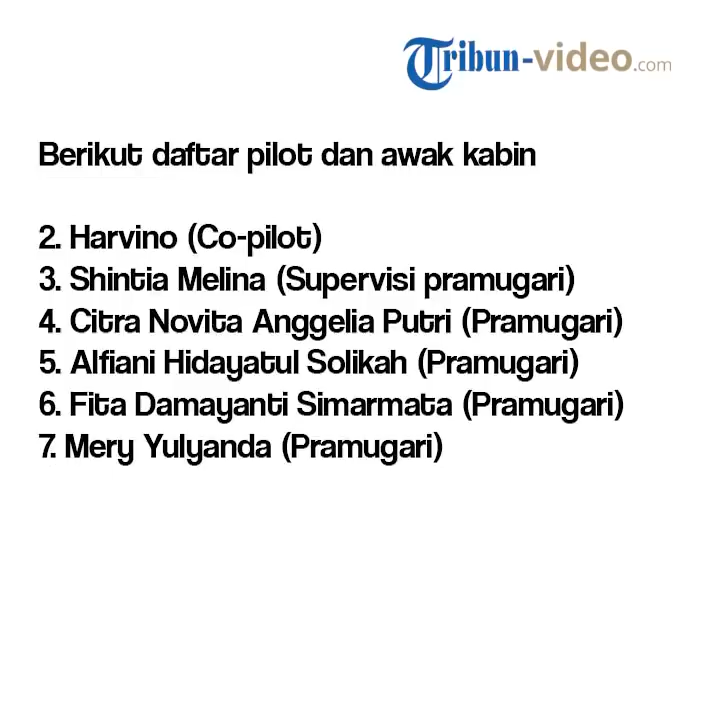 Tribun-video.com
Berikut daftar pilot dan awak kabin
2. Harvino (Co-pilot)
3. Shintia Melina (Supervisi pramugari)
4. Citra Novita Anggelia Putri (Pramugari)
5. Alfiani Hidayatul Solikah (Pramugari)
6. Fita Damayanti Simarmata (Pramugari)
7. Mery Yulyanda (Pramugari)